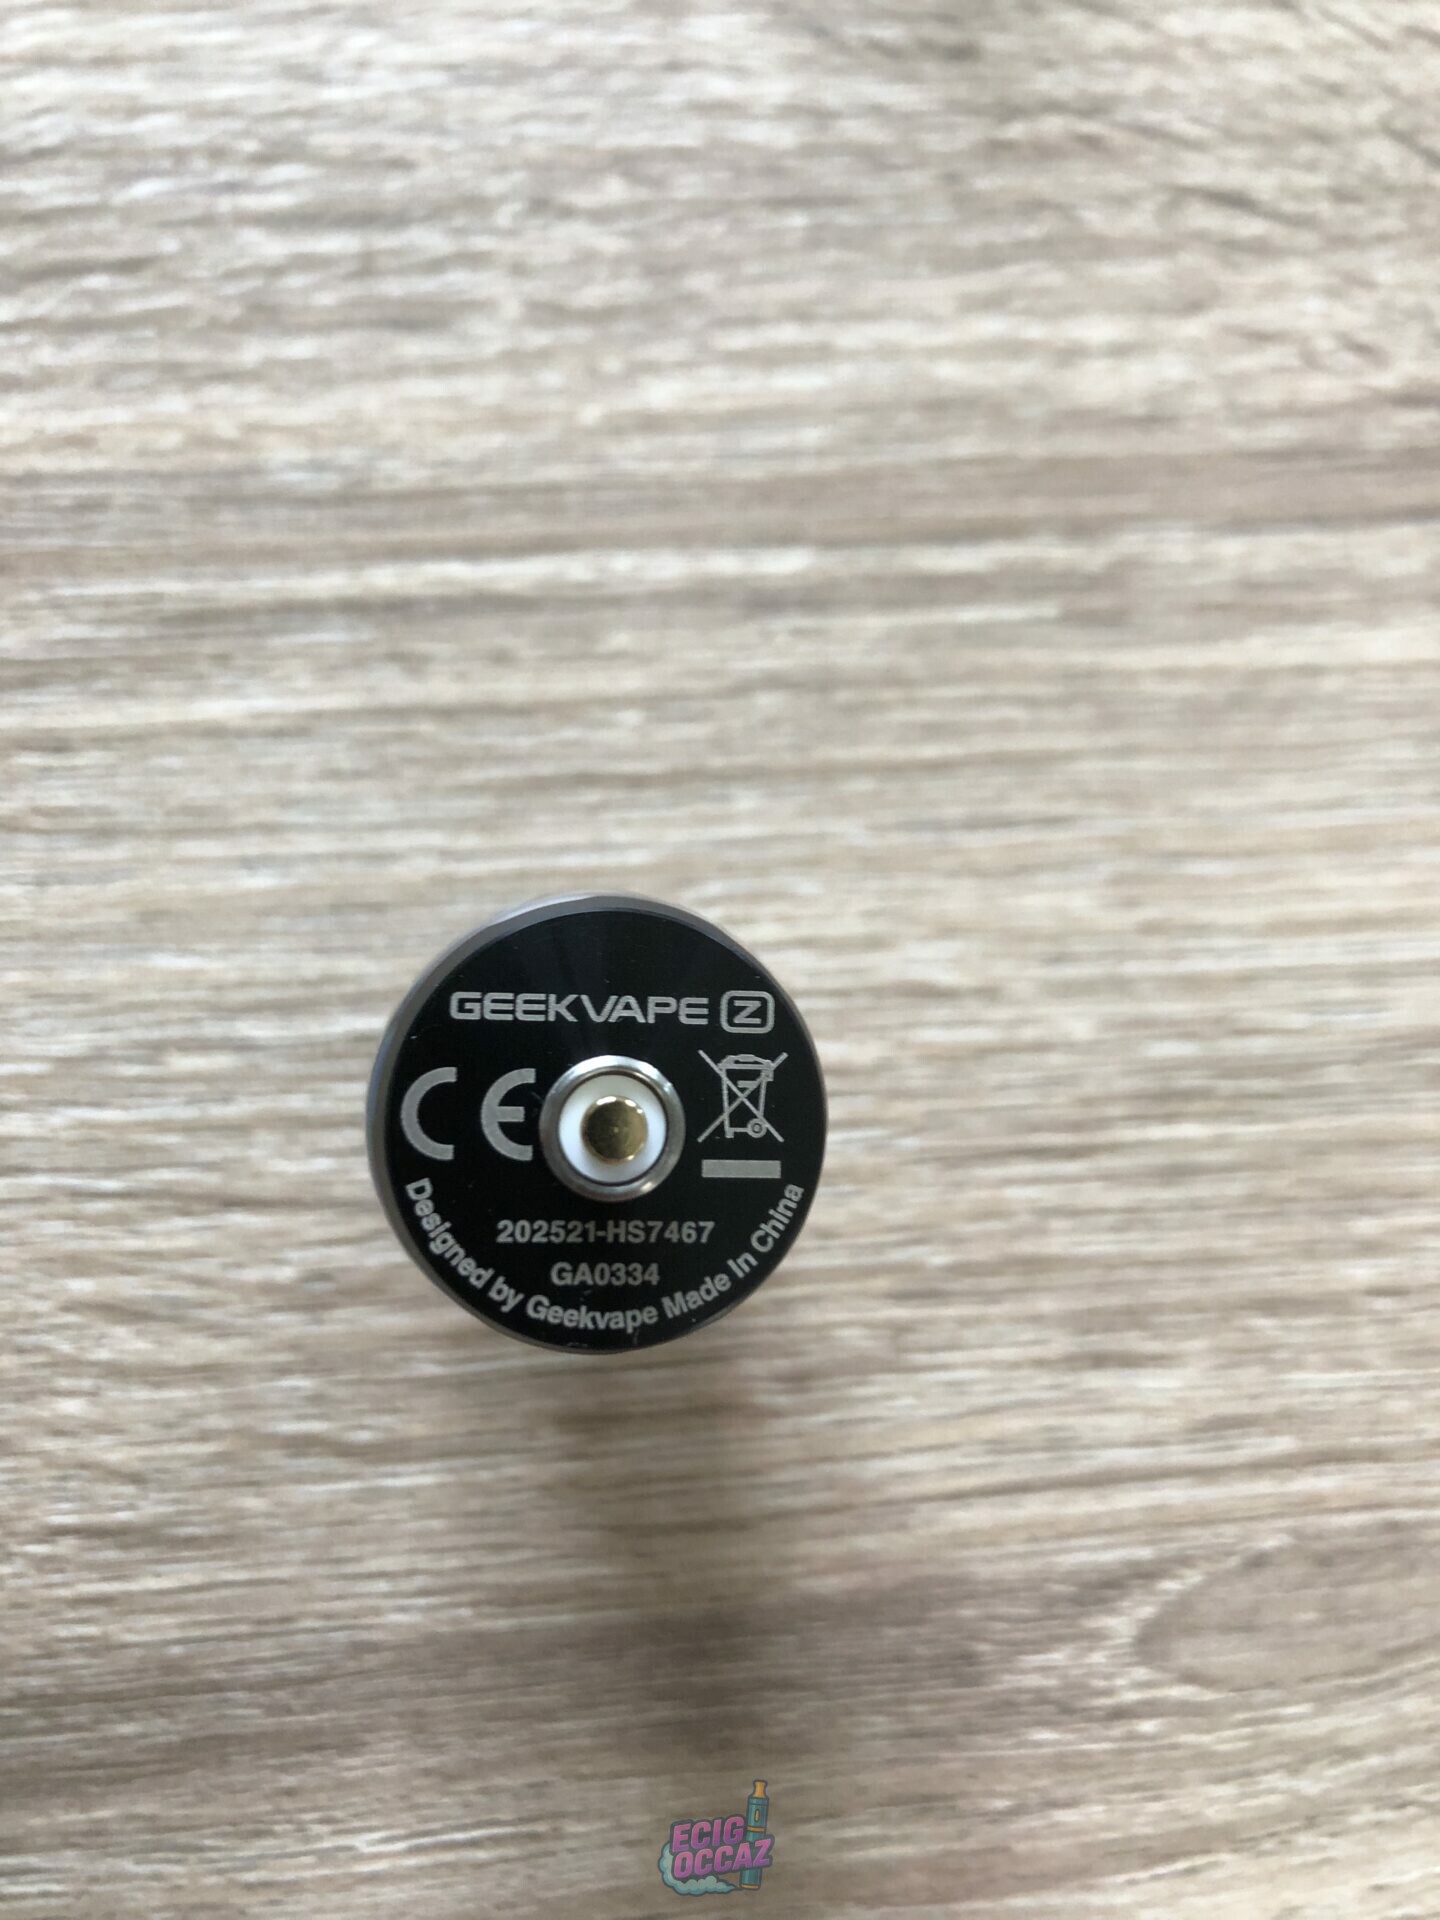 GEEKVAPE Z
CE
202521-HS7467
GA0334
Designed by Geekvape Made In China
ECIG
OCCAZ